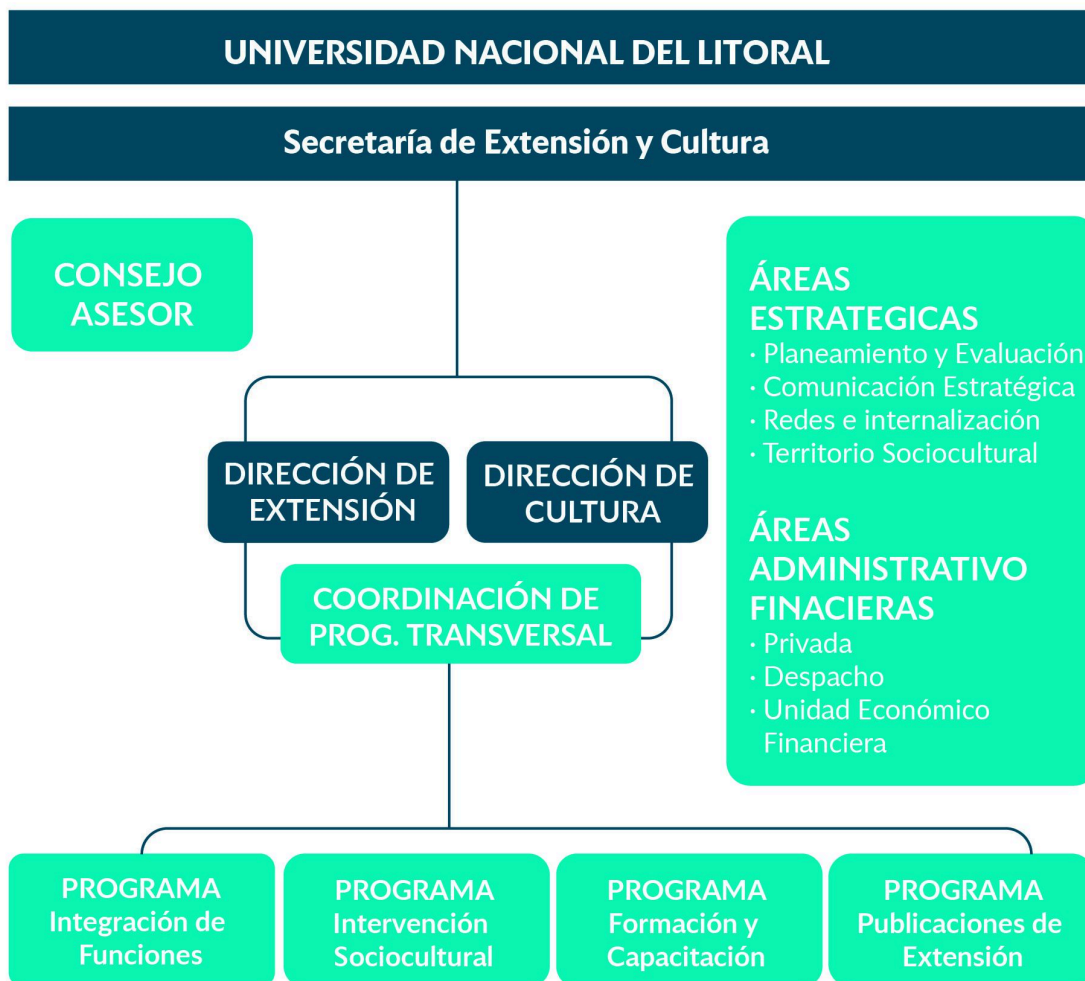 UNIVERSIDAD NACIONAL DEL LITORAL
Secretaría de Extensión y Cultura
CONSEJO
ASESOR
ÁREAS
ESTRATEGICAS
· Planeamiento y Evaluación
· Comunicación Estratégica
· Redes e internalización
· Territorio Sociocultural
DIRECCIÓN DE
EXTENSIÓN
DIRECCIÓN DE
CULTURA
COORDINACIÓN DE
PROG. TRANSVERSAL
ÁREAS
ADMINISTRATIVO
FINACIERAS
· Privada
· Despacho
· Unidad Económico
Financiera
PROGRAMA
Integración de
Funciones
PROGRAMA
Intervención
Sociocultural
PROGRAMA
Formación y
Capacitación
PROGRAMA
Publicaciones de
Extensión